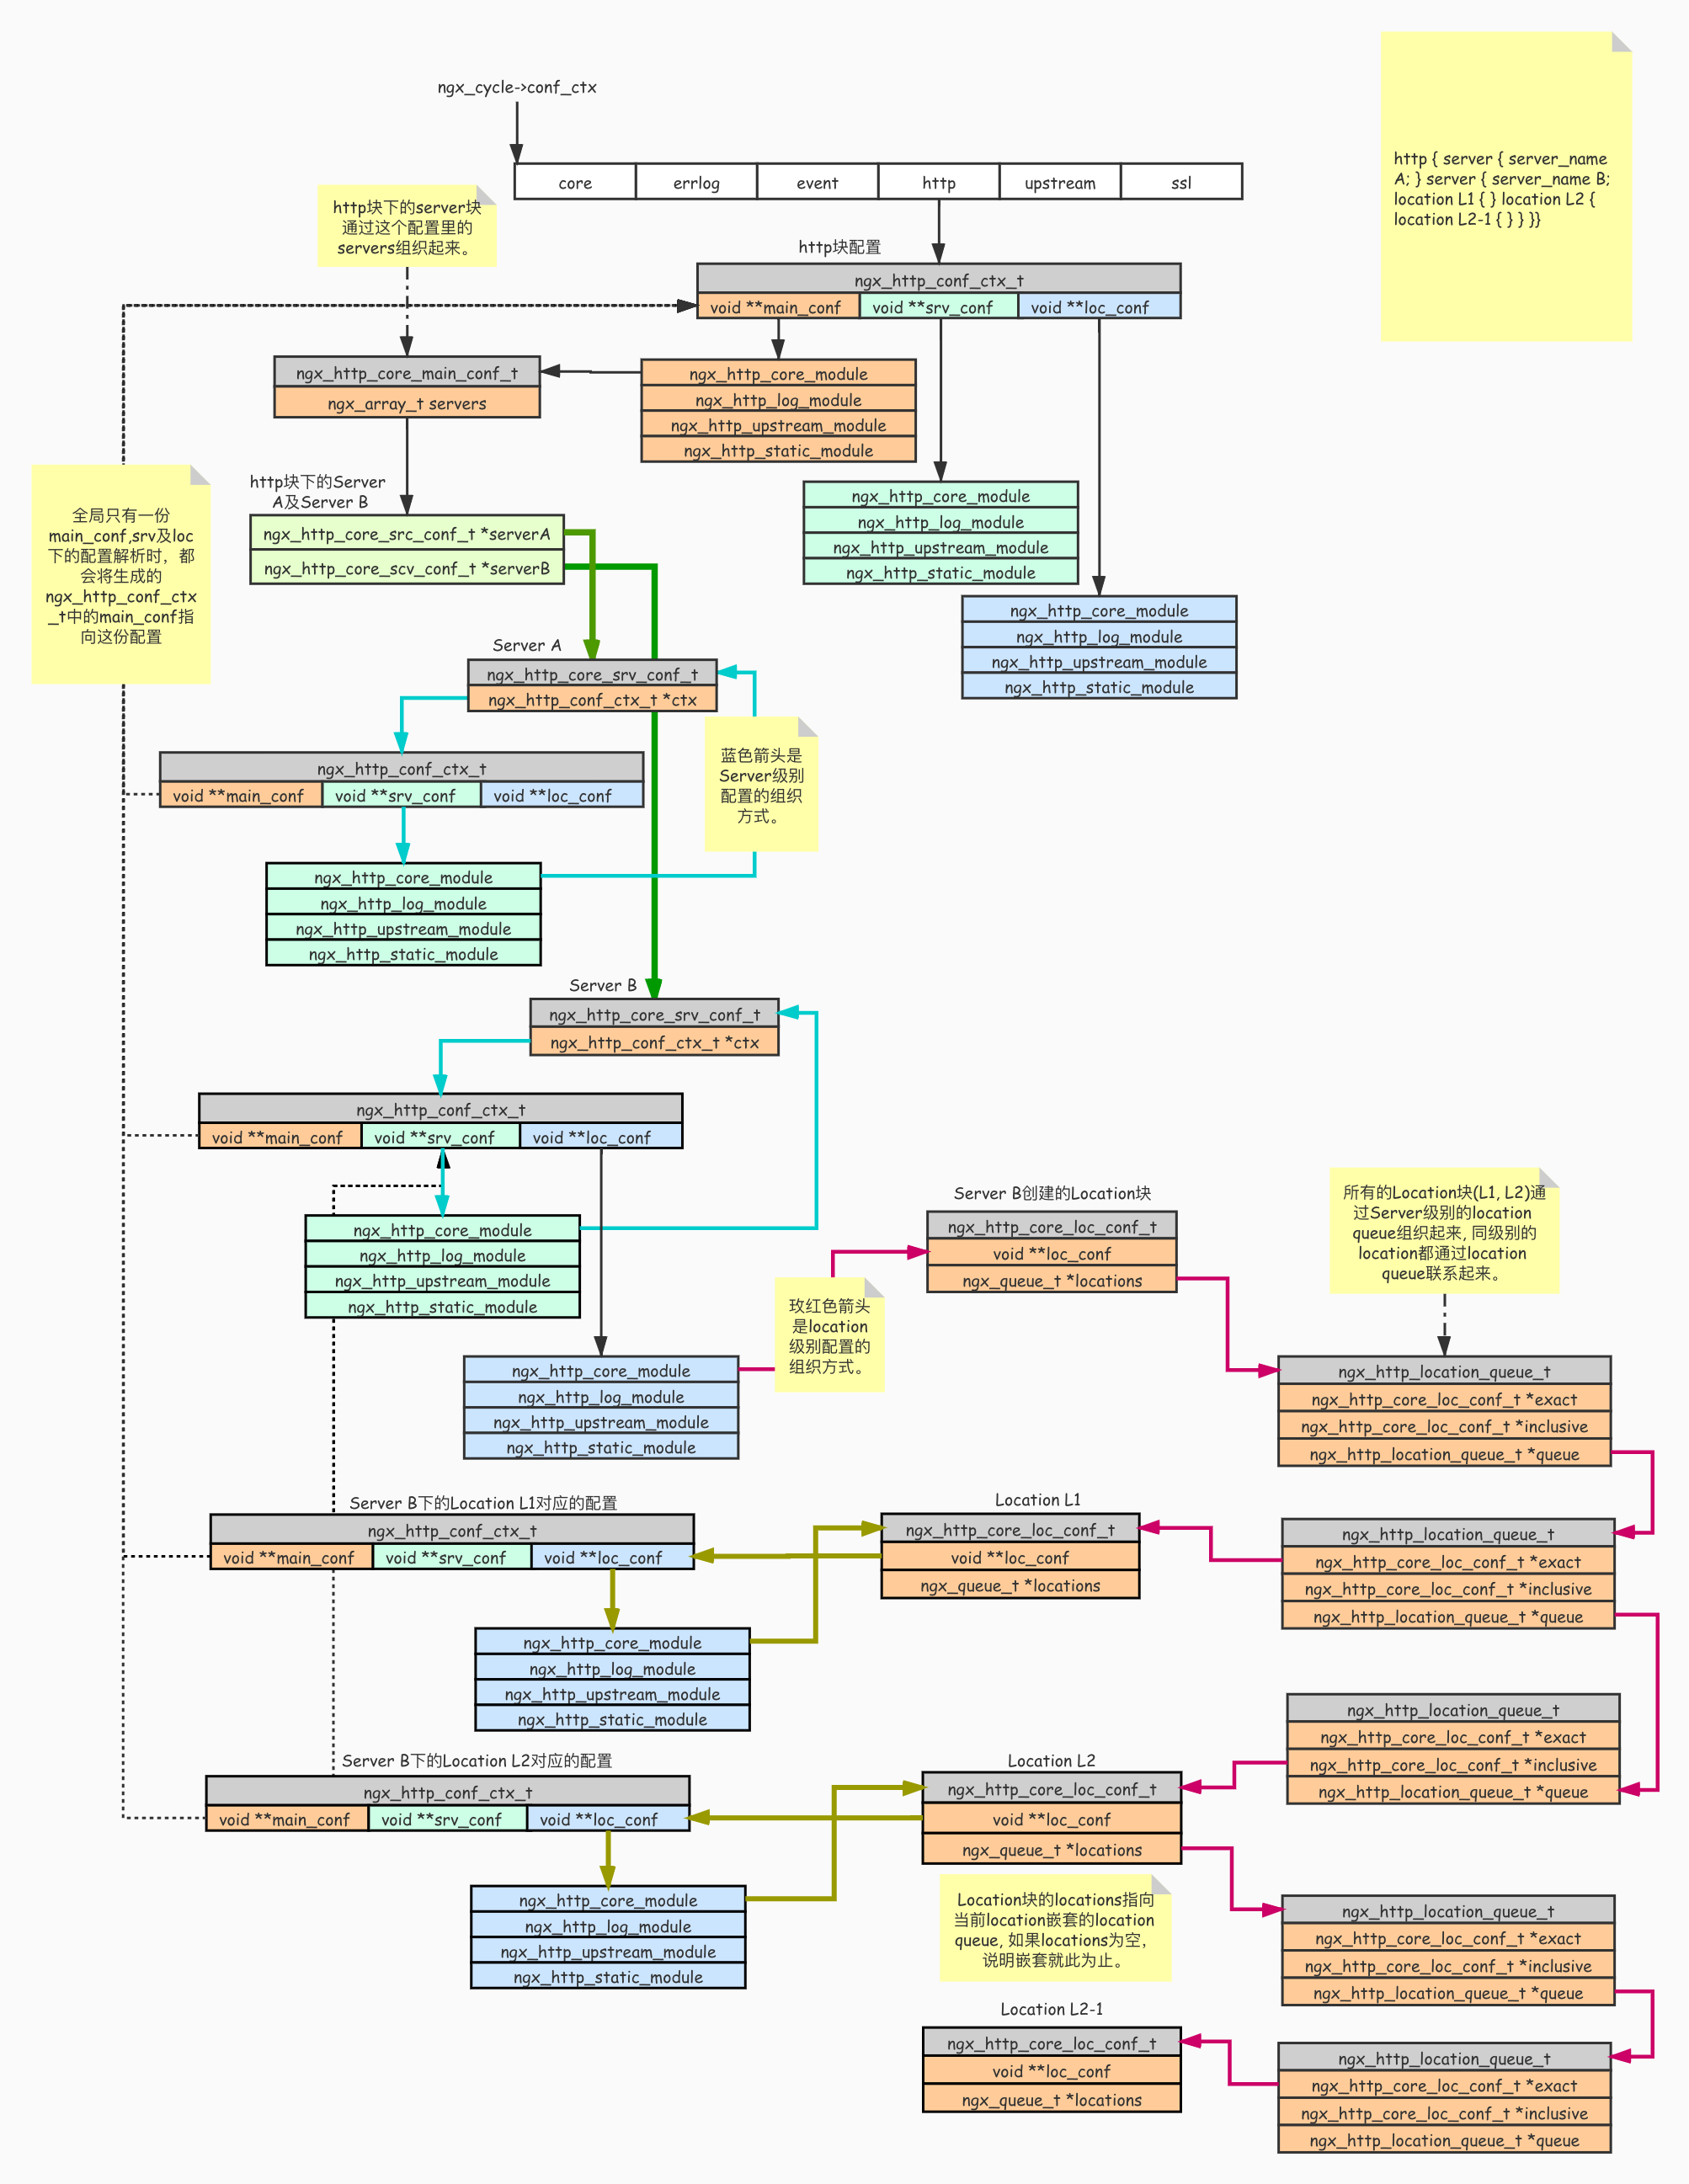 ngx_cycle->conf_ctx
core
errlog
event
http
upstream
ssl
http { server { server_name
A; } server { server_name B;
location L1 { } location L2 {
location L2-1 { } } }}
http块下的server块
通过这个配置里的
servers组织起来。
http块配置
ngx_http_conf_ctx_t
void **main_conf
void **srv_conf
void **loc_conf
ngx_http_core_main_conf_t
ngx_array_t servers
ngx_http_core_module
ngx_http_log_module
ngx_http_upstream_module
ngx_http_static_module
ngx_http_core_module
ngx_http_log_module
ngx_http_upstream_module
ngx_http_static_module
ngx_http_core_module
ngx_http_log_module
ngx_http_upstream_module
ngx_http_static_module
全局只有一份
main_conf,srv及loc
下的配置解析时，都
会将生成的
ngx_http_conf_ctx
_t中的main_conf指
向这份配置
http块下的Server
A及Server B
ngx_http_core_src_conf_t *serverA
ngx_http_core_scv_conf_t *serverB
Server A
ngx_http_core_srv_conf_t
ngx_http_conf_ctx_t *ctx
蓝色箭头是
Server级别
配置的组织
方式。
ngx_http_conf_ctx_t
void **main_conf
void **srv_conf
void **loc_conf
ngx_http_core_module
ngx_http_log_module
ngx_http_upstream_module
ngx_http_static_module
Server B
ngx_http_core_srv_conf_t
ngx_http_conf_ctx_t *ctx
ngx_http_conf_ctx_t
void **main_conf
void **srv_conf
void **loc_conf
ngx_http_core_module
ngx_http_log_module
ngx_http_upstream_module
ngx_http_static_module
ngx_http_core_module
ngx_http_log_module
ngx_http_upstream_module
ngx_http_static_module
玫红色箭头
是location
级别配置的
组织方式。
Server B创建的Location块
ngx_http_core_loc_conf_t
void **loc_conf
ngx_queue_t *locations
所有的Location块(L1, L2)通
过Server级别的location
queue组织起来, 同级别的
location都通过location
queue联系起来。
ngx_http_location_queue_t
ngx_http_core_loc_conf_t *exact
ngx_http_core_loc_conf_t *inclusive
ngx_http_location_queue_t *queue
Server B下的Location L1对应的配置
ngx_http_conf_ctx_t
void **main_conf
void **srv_conf
void **loc_conf
ngx_http_core_module
ngx_http_log_module
ngx_http_upstream_module
ngx_http_static_module
Location L1
ngx_http_core_loc_conf_t
void **loc_conf
ngx_queue_t *locations
ngx_http_location_queue_t
ngx_http_core_loc_conf_t *exact
ngx_http_core_loc_conf_t *inclusive
ngx_http_location_queue_t *queue
ngx_http_location_queue_t
ngx_http_core_loc_conf_t *exact
ngx_http_core_loc_conf_t *inclusive
ngx_http_location_queue_t *queue
Server B下的Location L2对应的配置
ngx_http_conf_ctx_t
void **main_conf
void **srv_conf
void **loc_conf
ngx_http_core_module
ngx_http_log_module
ngx_http_upstream_module
ngx_http_static_module
Location L2
ngx_http_core_loc_conf_t
void **loc_conf
ngx_queue_t *locations
Location块的locations指向
当前location嵌套的location
queue, 如果locations为空，
说明嵌套就此为止。
ngx_http_location_queue_t
ngx_http_core_loc_conf_t *exact
ngx_http_core_loc_conf_t *inclusive
ngx_http_location_queue_t *queue
Location L2-1
ngx_http_core_loc_conf_t
void **loc_conf
ngx_queue_t *locations
ngx_http_location_queue_t
ngx_http_core_loc_conf_t *exact
ngx_http_core_loc_conf_t *inclusive
ngx_http_location_queue_t *queue